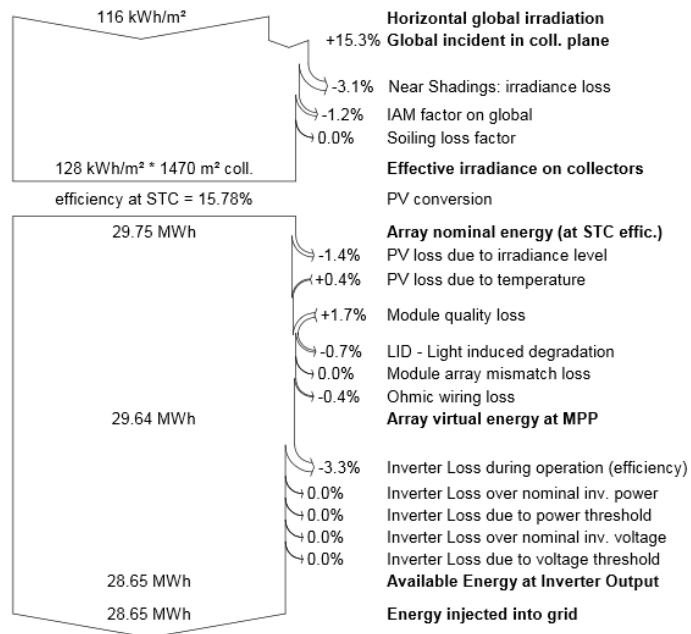 116 kWh/m² Horizontal global irradiation
+15.3% Global incident in coll. plane
-3.1% Near Shadings: irradiance loss
-1.2% IAM factor on global
0.0% Soiling loss factor
128 kWh/m² * 1470 m² coll. Effective irradiance on collectors
efficiency at STC = 15.78% PV conversion
29.75 MWh Array nominal energy (at STC effic.)
-1.4% PV loss due to irradiance level
+0.4% PV loss due to temperature
+1.7% Module quality loss
-0.7% LID - Light induced degradation
0.0% Module array mismatch loss
-0.4% Ohmic wiring loss
29.64 MWh Array virtual energy at MPP
-3.3% Inverter Loss during operation (efficiency)
0.0% Inverter Loss over nominal inv. power
0.0% Inverter Loss due to power threshold
0.0% Inverter Loss over nominal inv. voltage
0.0% Inverter Loss due to voltage threshold
28.65 MWh Available Energy at Inverter Output
28.65 MWh Energy injected into grid